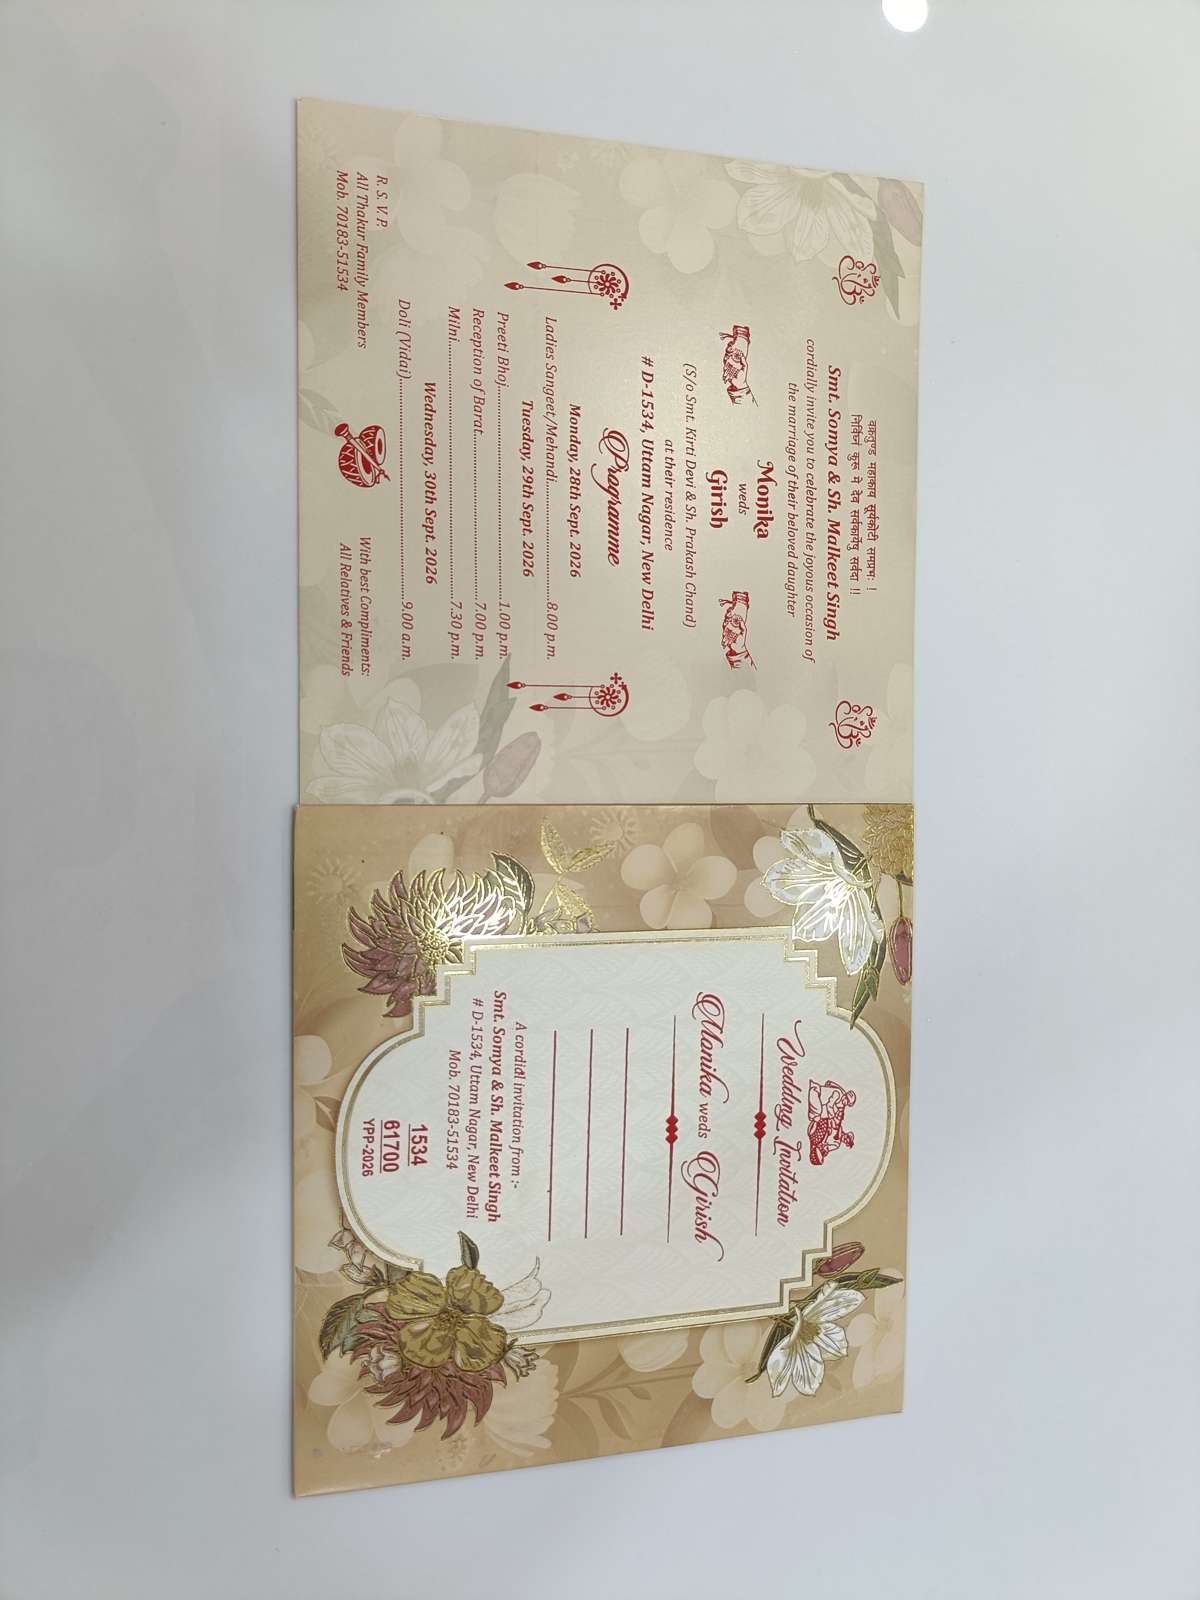 वक्रतुण्ड महाकाय सूर्यकोटी समप्रभः !
निर्विघ्नं कुरू मे देव सर्वकार्येषु सर्वदा !!
Smt. Somya & Sh. Malkeet Singh
cordially invite you to celebrate the joyous occasion of
the marriage of their beloved daughter
Monika
weds
Girish
(S/o Smt. Kirti Devi & Sh. Prakash Chand)
at their residence
# D-1534, Uttam Nagar, New Delhi
Programme
Monday, 28th Sept. 2026
Ladies Sangeet/Mehandi..............................8.00 p.m.
Tuesday, 29th Sept. 2026
Preeti Bhoj..............................1.00 p.m.
Reception of Barat..............................7.00 p.m.
Milni..............................7.30 p.m.
Wednesday, 30th Sept. 2026
Doli (Vidai)..............................9.00 a.m.
R. S. V. P.
All Thakur Family Members
Mob. 70183-51534
With best Compliments:
All Relatives & Friends
Wedding Invitation
Monika weds Girish
A cordial invitation from :-
Smt. Somya & Sh. Malkeet Singh
# D-1534, Uttam Nagar, New Delhi
Mob. 70183-51534
1534
61700
YPP-2026